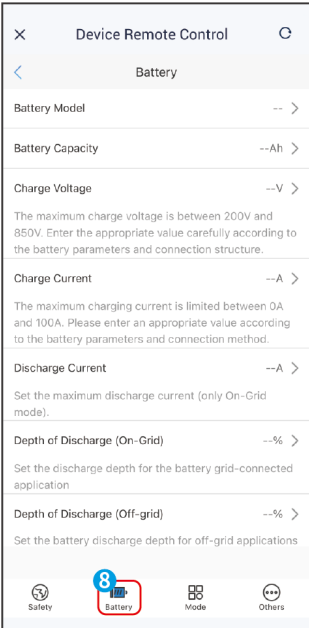 Device Remote Control
Battery
Battery Model -- >
Battery Capacity --Ah >
Charge Voltage --V >
The maximum charge voltage is between 200V and
850V. Enter the appropriate value carefully according to
the battery parameters and connection structure.
Charge Current --A >
The maximum charging current is limited between 0A
and 100A. Please enter an appropriate value according
to the battery parameters and connection method.
Discharge Current --A >
Set the maximum discharge current (only On-Grid
mode).
Depth of Discharge (On-Grid) --% >
Set the discharge depth for the battery grid-connected
application
Depth of Discharge (Off-grid) --% >
Set the battery discharge depth for off-grid applications
8
Safety Battery Mode Others